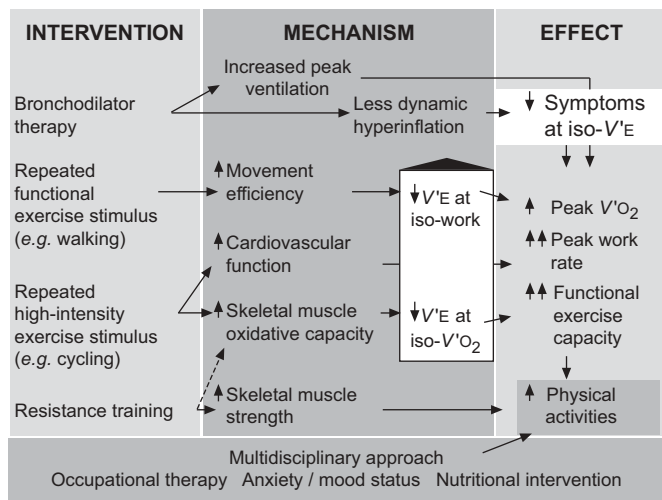 INTERVENTION
MECHANISM
EFFECT
Bronchodilator
therapy
Increased peak
ventilation
Less dynamic
hyperinflation
↓ Symptoms
at iso-V'E
Repeated
functional
exercise stimulus
(e.g. walking)
↑ Movement
efficiency
↓ V'E at
iso-work
↑ Peak V'O2
↑↑ Peak work
rate
↑↑ Functional
exercise
capacity
↑ Cardiovascular
function
Repeated
high-intensity
exercise stimulus
(e.g. cycling)
↑ Skeletal muscle
oxidative capacity
↓ V'E at
iso-V'O2
Resistance training
↑ Skeletal muscle
strength
↑ Physical
activities
Multidisciplinary approach
Occupational therapy Anxiety / mood status Nutritional intervention